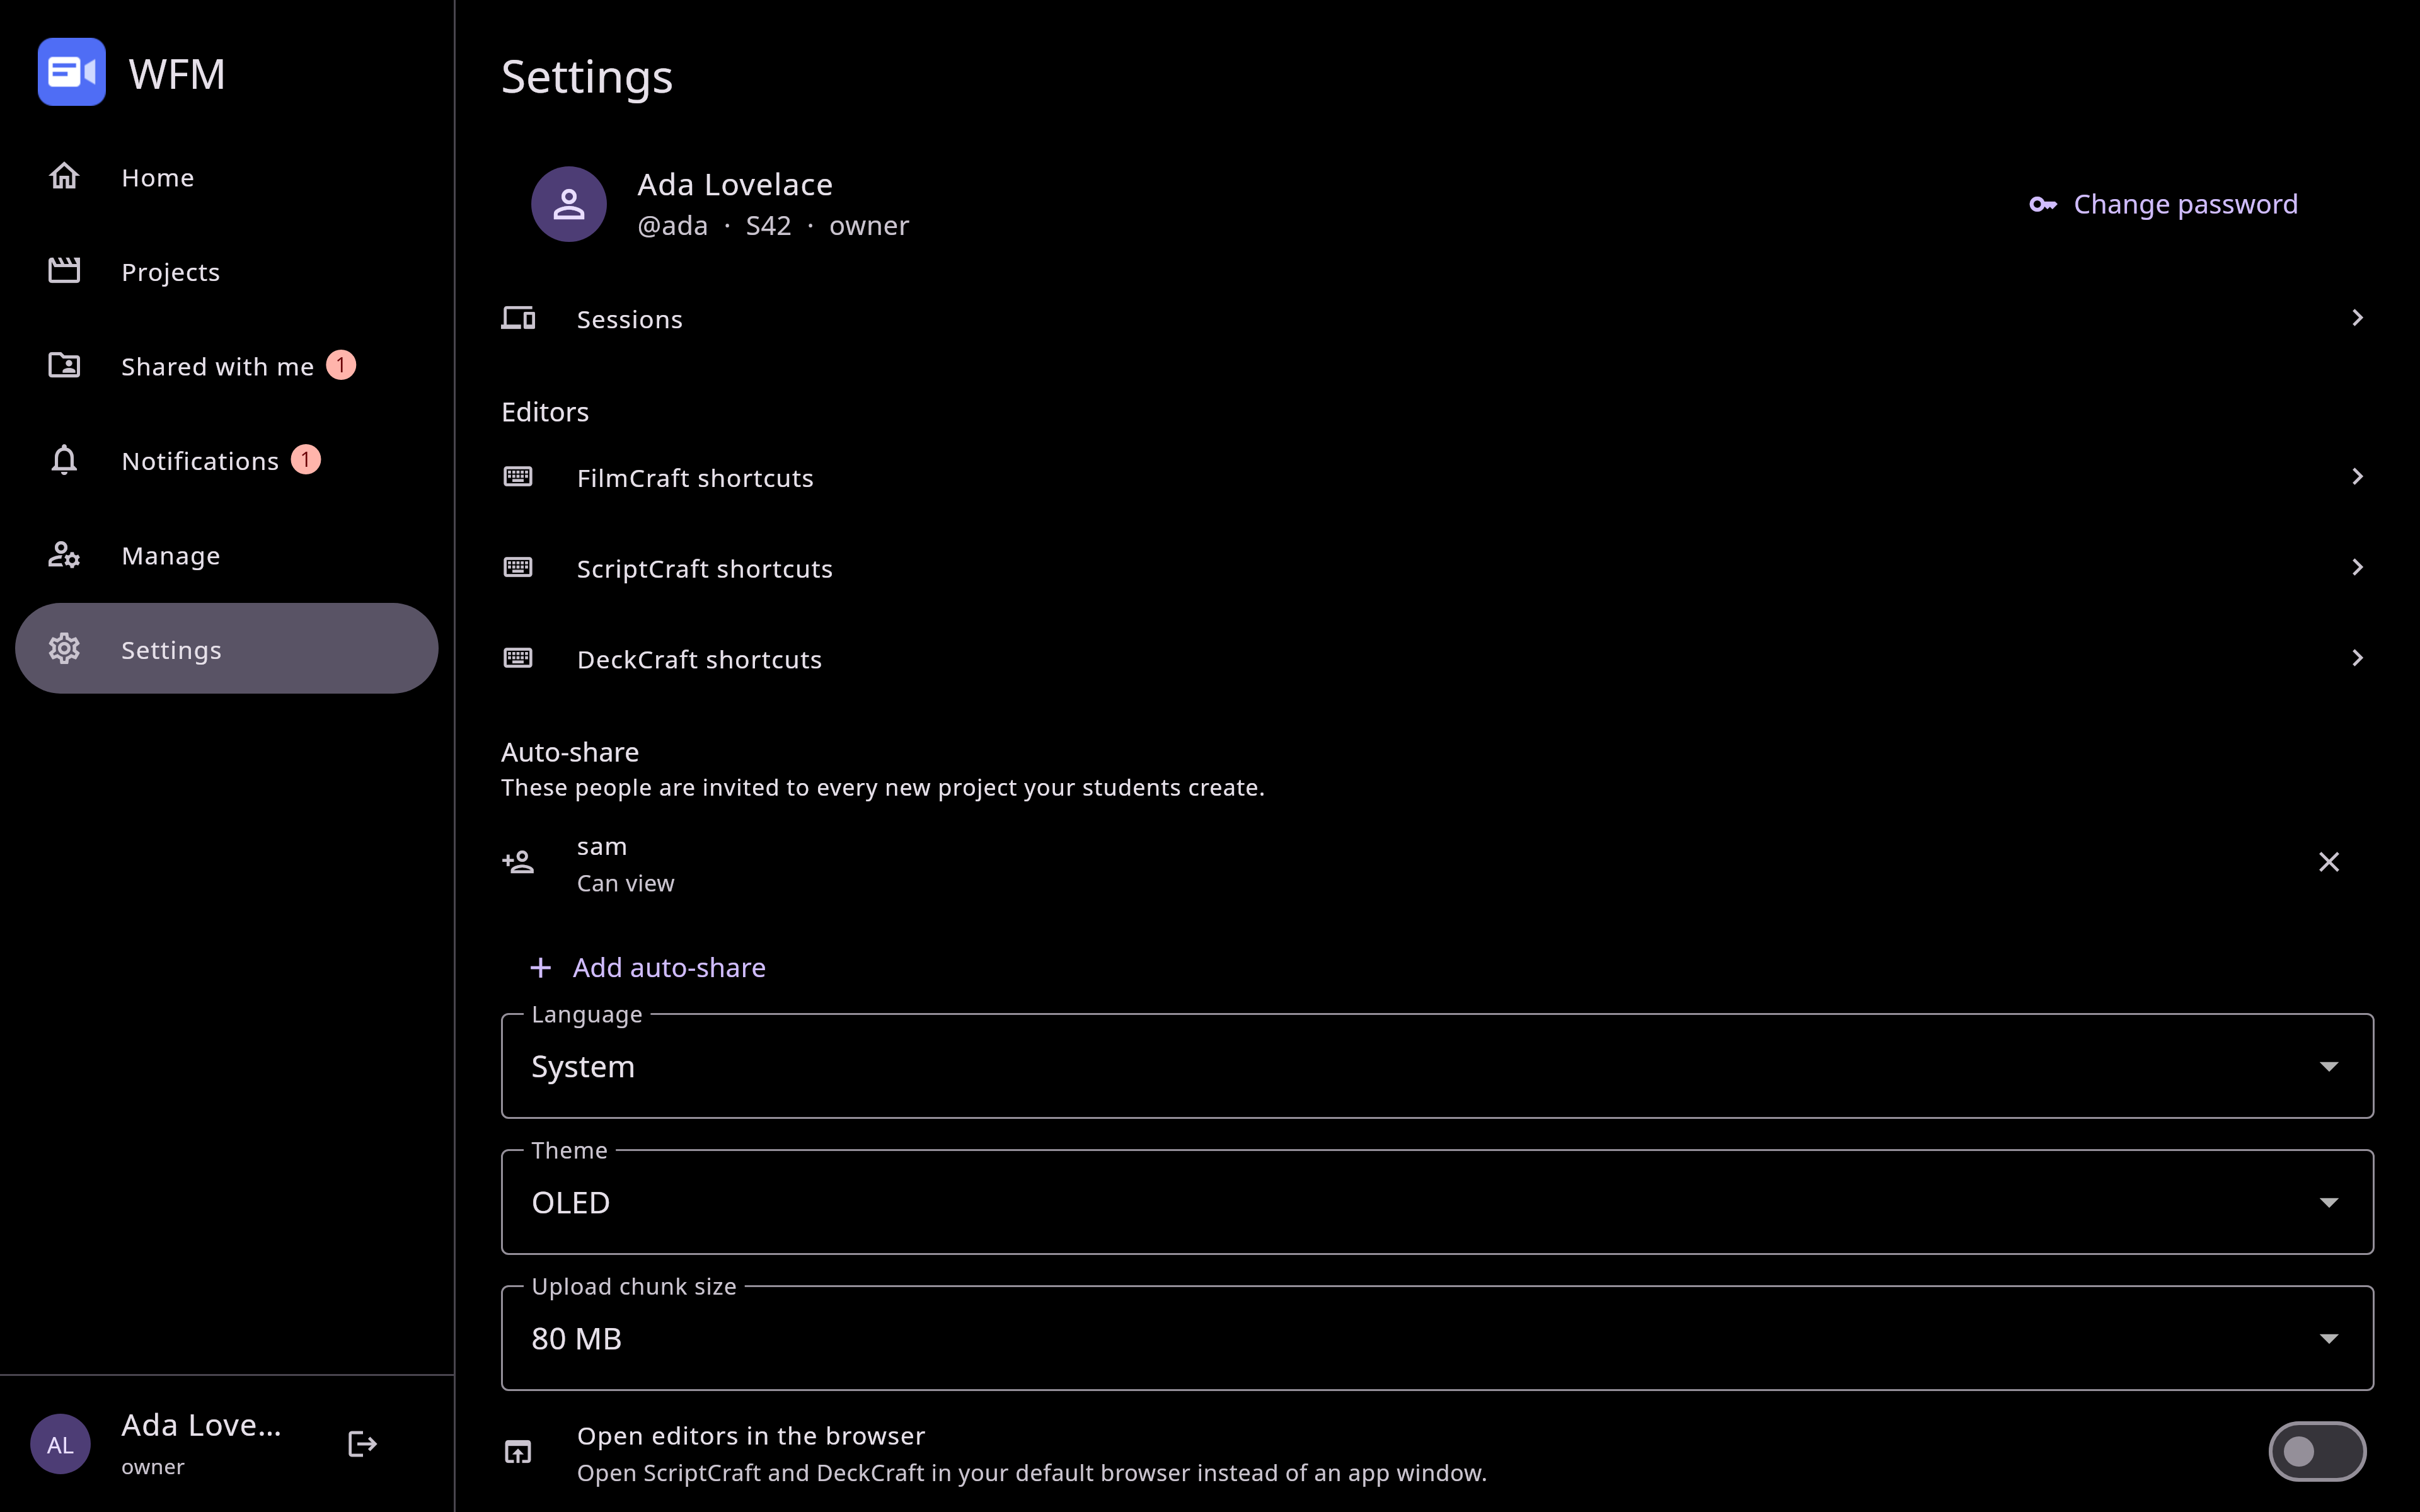 WFM
Home
Projects
Shared with me 1
Notifications 1
Manage
Settings
Ada Love...
AL
owner
Settings
Ada Lovelace
@ada · S42 · owner
Change password
Sessions
Editors
FilmCraft shortcuts
ScriptCraft shortcuts
DeckCraft shortcuts
Auto-share
These people are invited to every new project your students create.
sam
Can view
Add auto-share
Language
System
Theme
OLED
Upload chunk size
80 MB
Open editors in the browser
Open ScriptCraft and DeckCraft in your default browser instead of an app window.